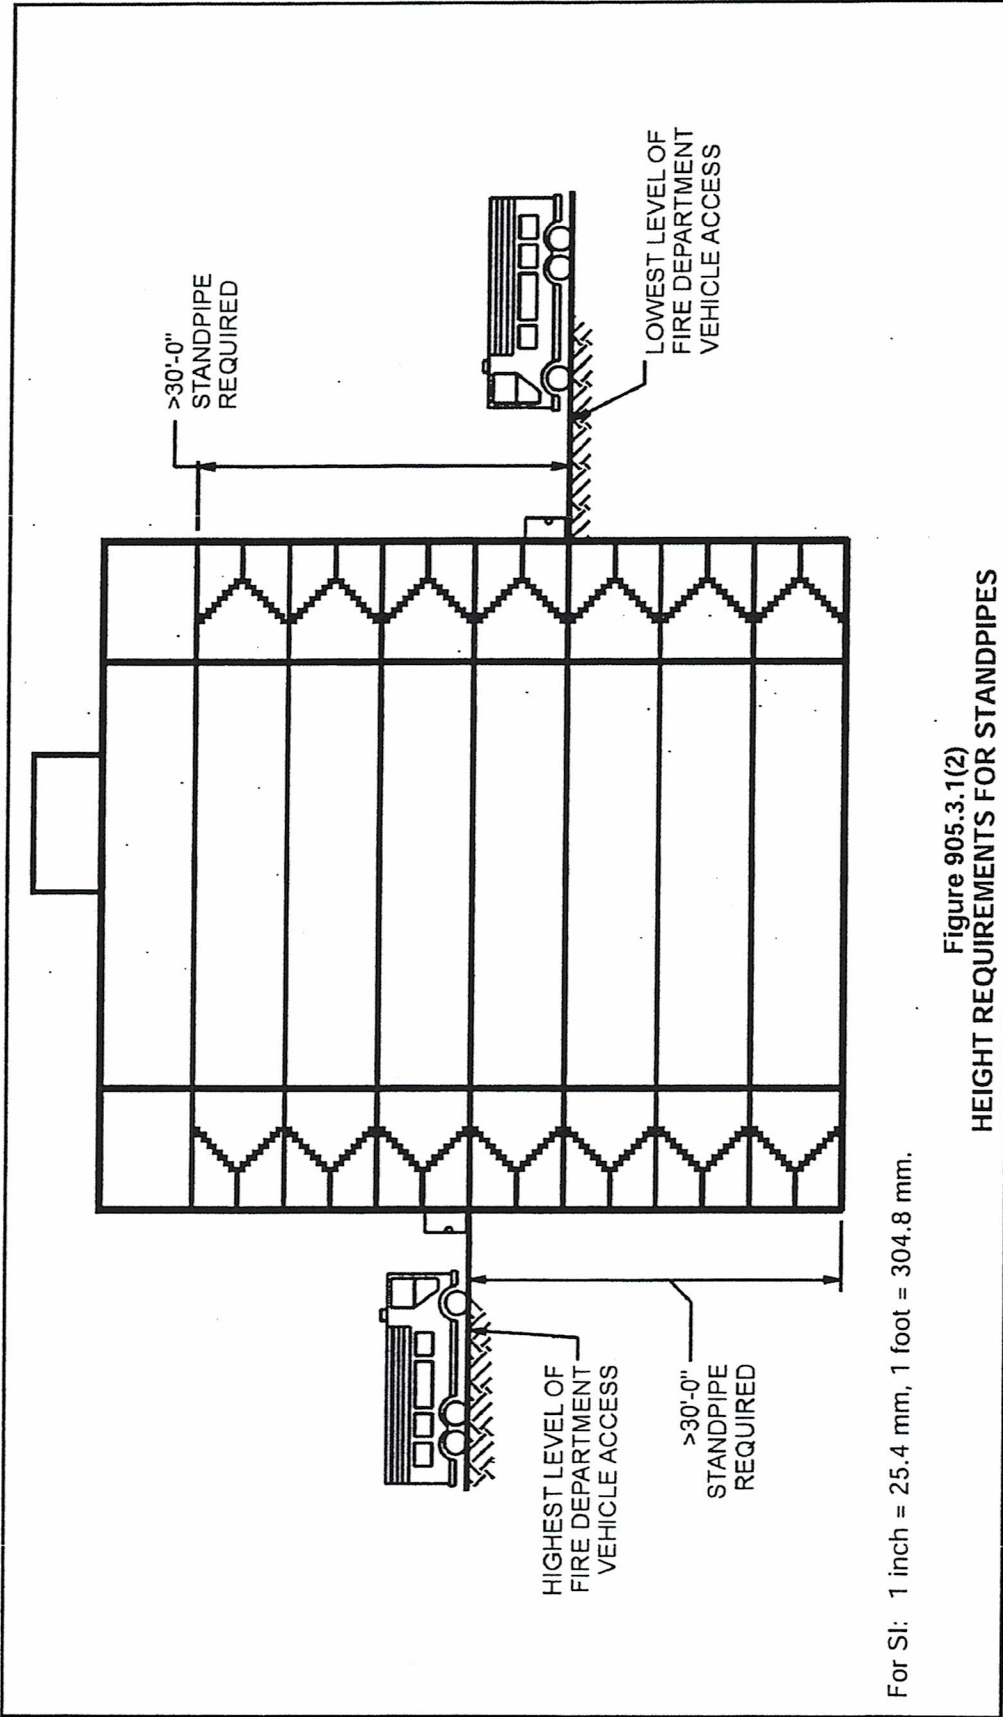 >30'-0"
STANDPIPE
REQUIRED
LOWEST LEVEL OF
FIRE DEPARTMENT
VEHICLE ACCESS
HIGHEST LEVEL OF
FIRE DEPARTMENT
VEHICLE ACCESS
>30'-0"
STANDPIPE
REQUIRED
For SI: 1 inch = 25.4 mm, 1 foot = 304.8 mm.
Figure 905.3.1(2)
HEIGHT REQUIREMENTS FOR STANDPIPES